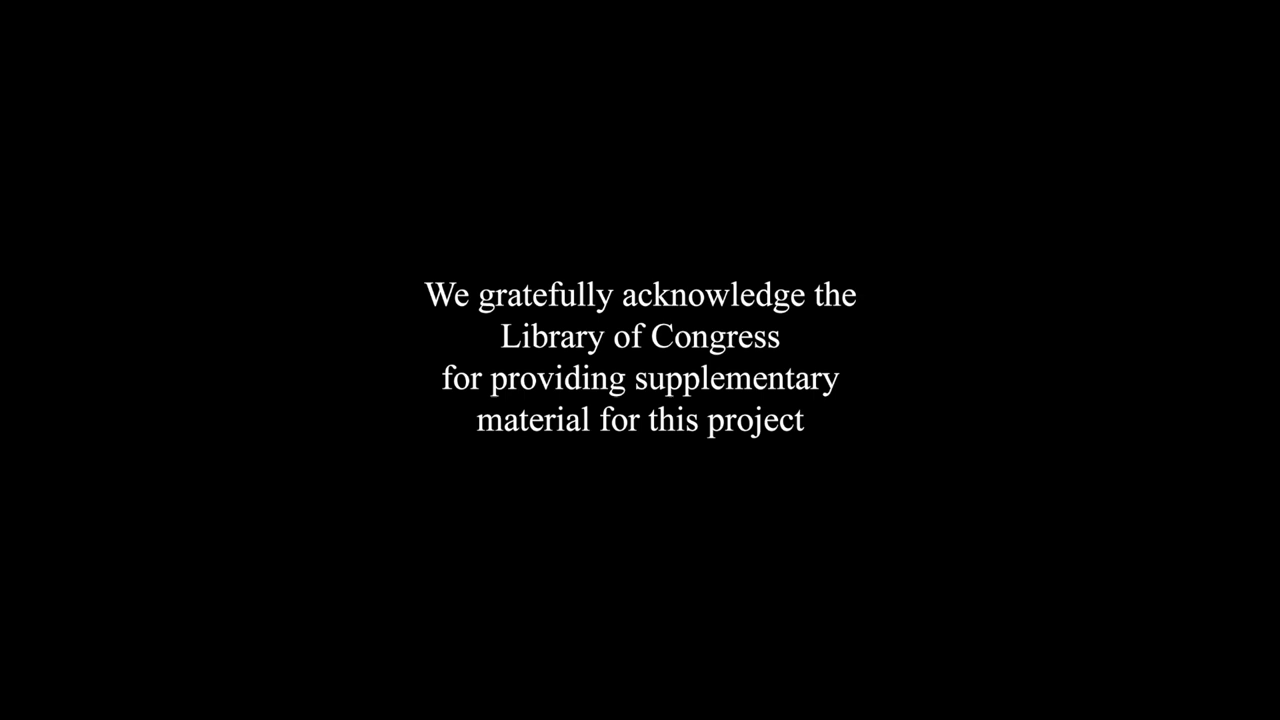 We gratefully acknowledge the
Library of Congress
for providing supplementary
material for this project